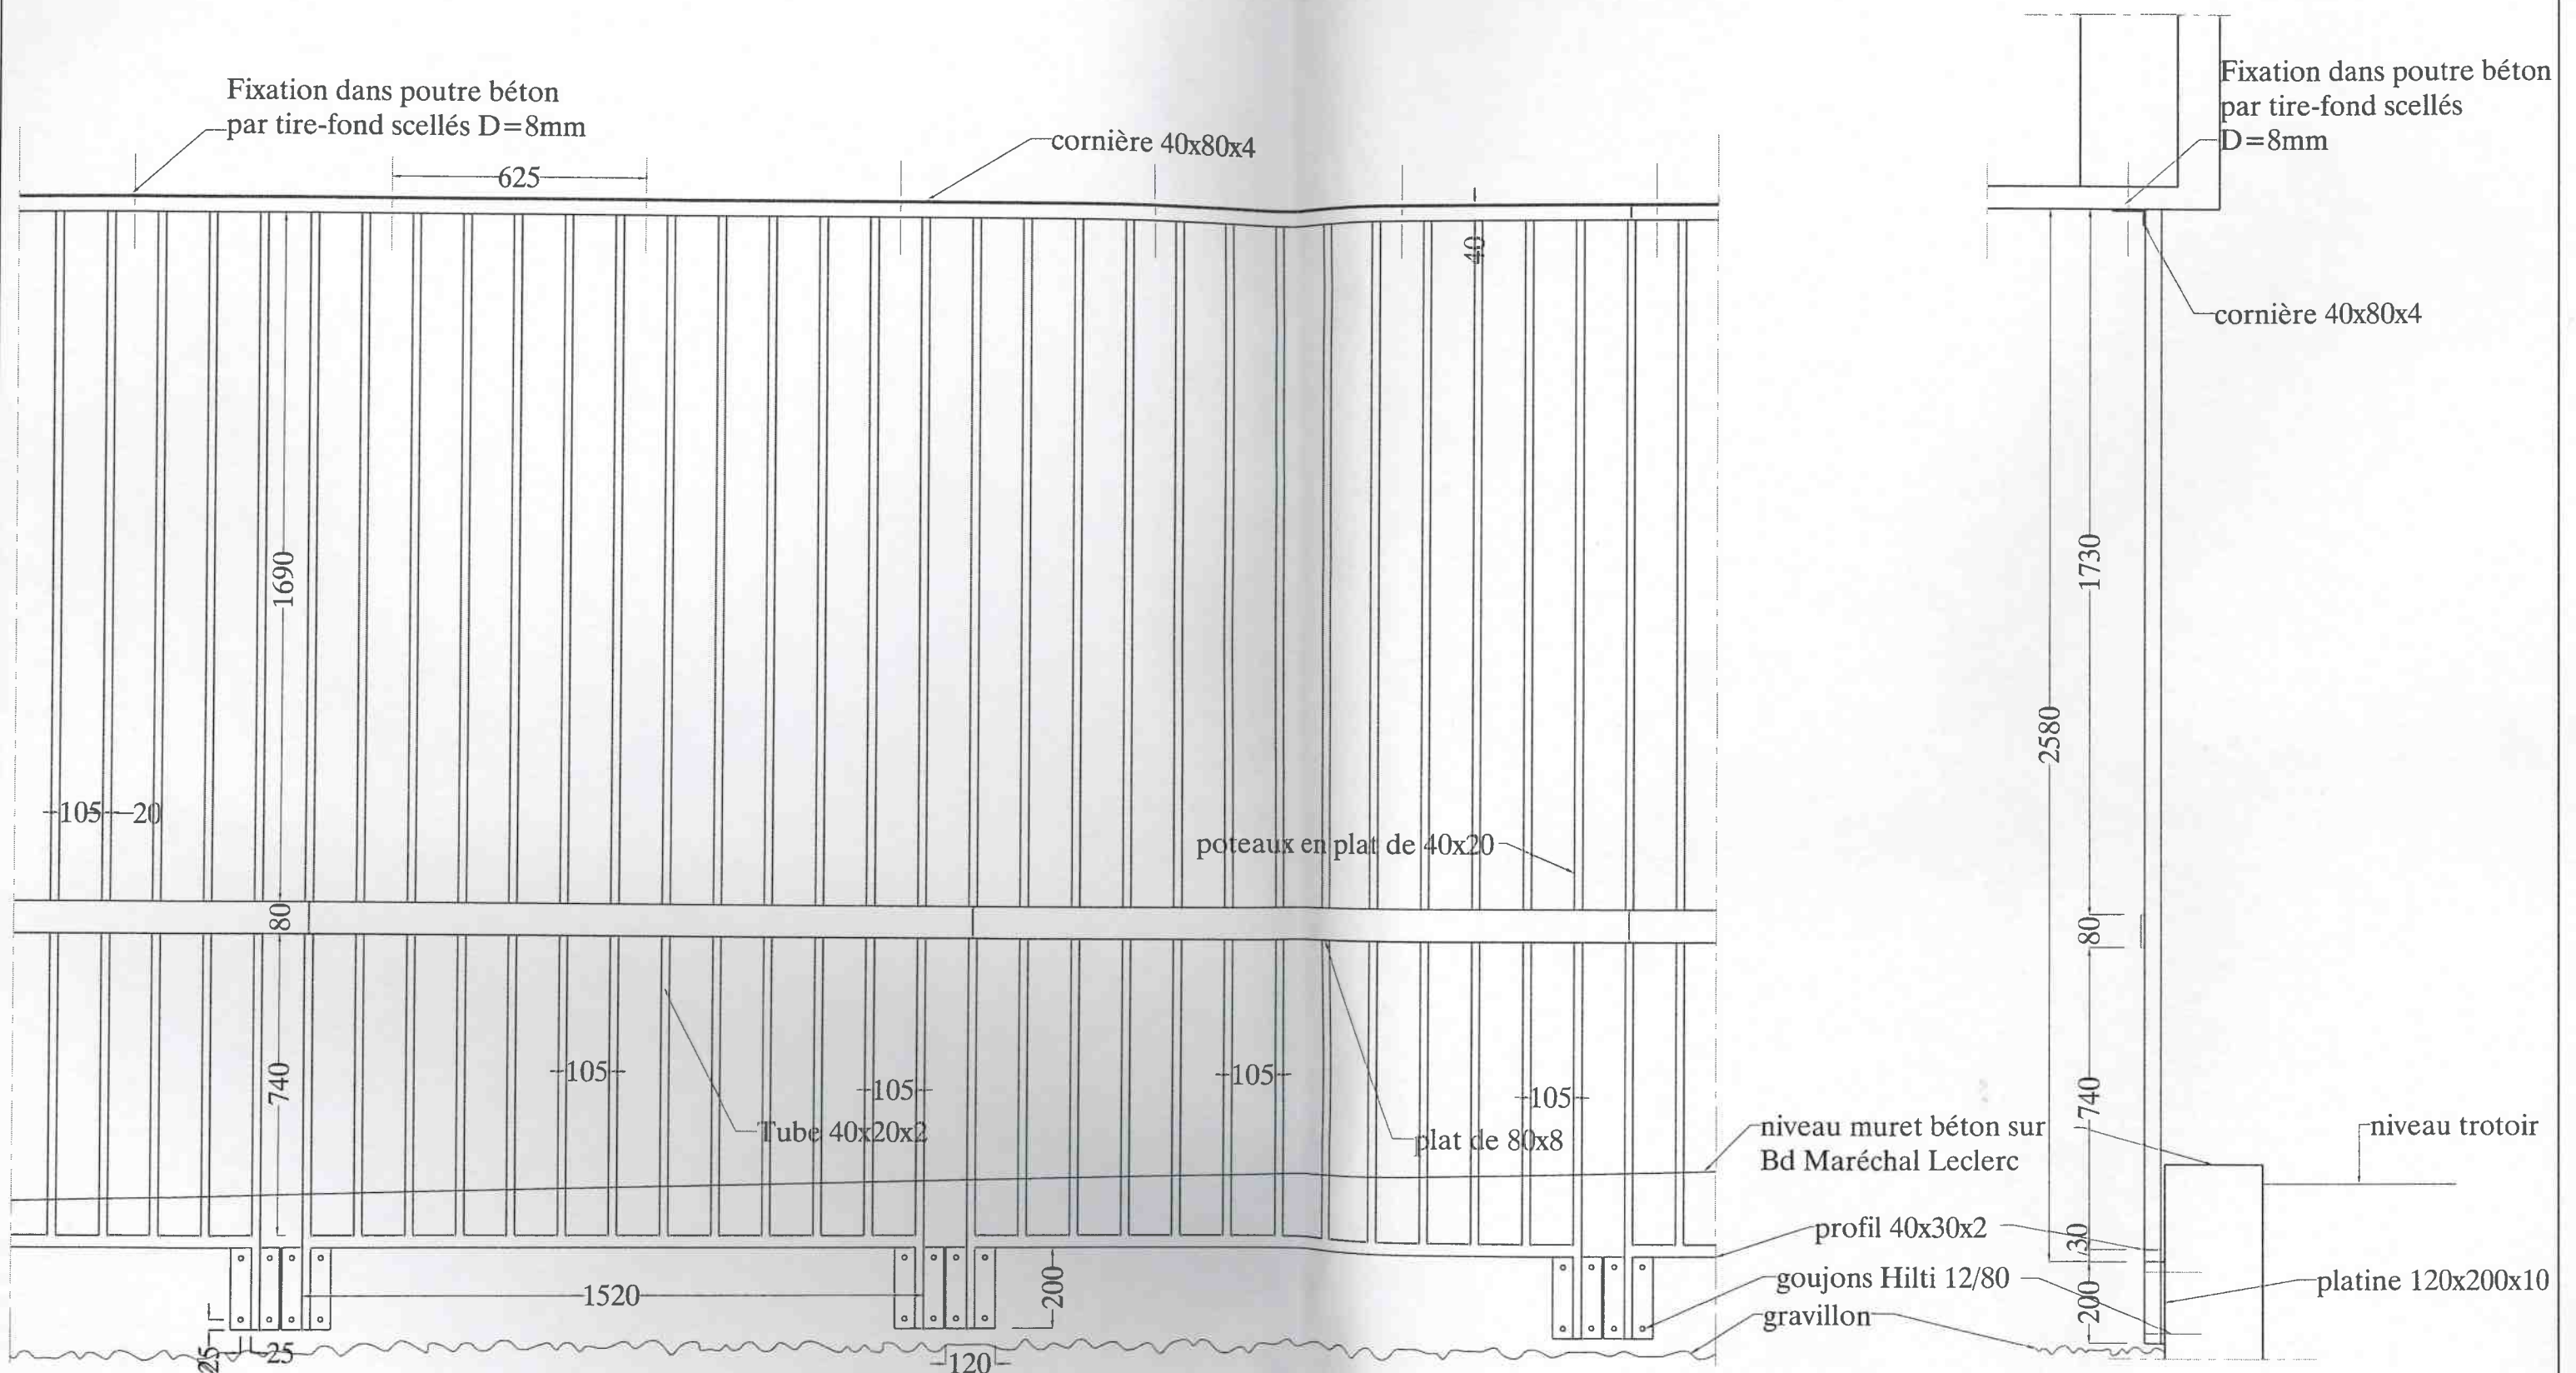 Fixation dans poutre béton
par tire-fond scellés D=8mm
625
cornière 40x80x4
40
1690
105
20
poteaux en plat de 40x20
80
740
105
105
105
105
Tube 40x20x2
plat de 80x8
1520
200
25
25
120
Fixation dans poutre béton
par tire-fond scellés
D=8mm
cornière 40x80x4
1730
2580
80
740
niveau muret béton sur
Bd Maréchal Leclerc
niveau trotoir
profil 40x30x2
30
goujons Hilti 12/80
platine 120x200x10
200
gravillon